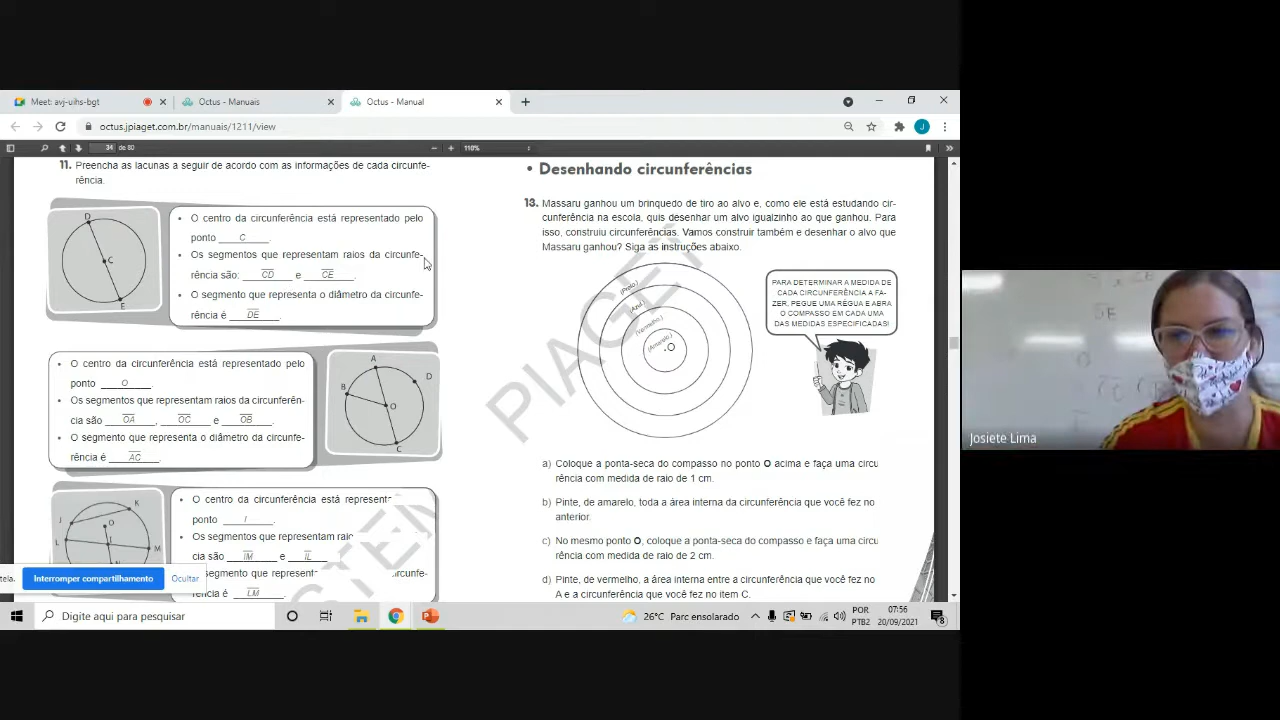 Meet: avj-uihs-bgt
Octus - Manuais
Octus - Manual
octus.jpiaget.com.br/manuais/1211/view
34 de 80
110%
11. Preencha as lacunas a seguir de acordo com as informações de cada circunfe-
rência.
D
C
E
• O centro da circunferência está representado pelo
ponto C.
• Os segmentos que representam raios da circunfe-
rência são: CD e CE.
• O segmento que representa o diâmetro da circunfe-
rência é DE.
• O centro da circunferência está representado pelo
ponto O.
• Os segmentos que representam raios da circunferên-
cia são OA, OC e OB.
• O segmento que representa o diâmetro da circunfe-
rência é AC.
A
D
B
O
C
J
K
O
L
I
M
N
• O centro da circunferência está represent
ponto I
• Os segmentos que representam raio
cia são IM e IL
segmento que represent cunfe-
rência é LM.
• Desenhando circunferências
13. Massaru ganhou um brinquedo de tiro ao alvo e, como ele está estudando cir-
cunferência na escola, quis desenhar um alvo igualzinho ao que ganhou. Para
isso, construiu circunferências. Vamos construir também e desenhar o alvo que
Massaru ganhou? Siga as instruções abaixo.
(Preto.)
(Azul.)
(Vermelho.)
(Amarelo.)
O
PARA DETERMINAR A MEDIDA DE
CADA CIRCUNFERÊNCIA A FA-
ZER, PEGUE UMA RÉGUA E ABRA
O COMPASSO EM CADA UMA
DAS MEDIDAS ESPECIFICADAS!
a) Coloque a ponta-seca do compasso no ponto O acima e faça uma circu
rência com medida de raio de 1 cm.
b) Pinte, de amarelo, toda a área interna da circunferência que você fez no
anterior.
c) No mesmo ponto O, coloque a ponta-seca do compasso e faça uma circu
rência com medida de raio de 2 cm.
d) Pinte, de vermelho, a área interna entre a circunferência que você fez no
A e a circunferência que você fez no item C.
PIAGET
SISTEM
tela.
Interromper compartilhamento
Ocultar
Digite aqui para pesquisar
26°C Parc ensolarado
POR
PTB2
07:56
20/09/2021
8
J
DE
Josiete Lima